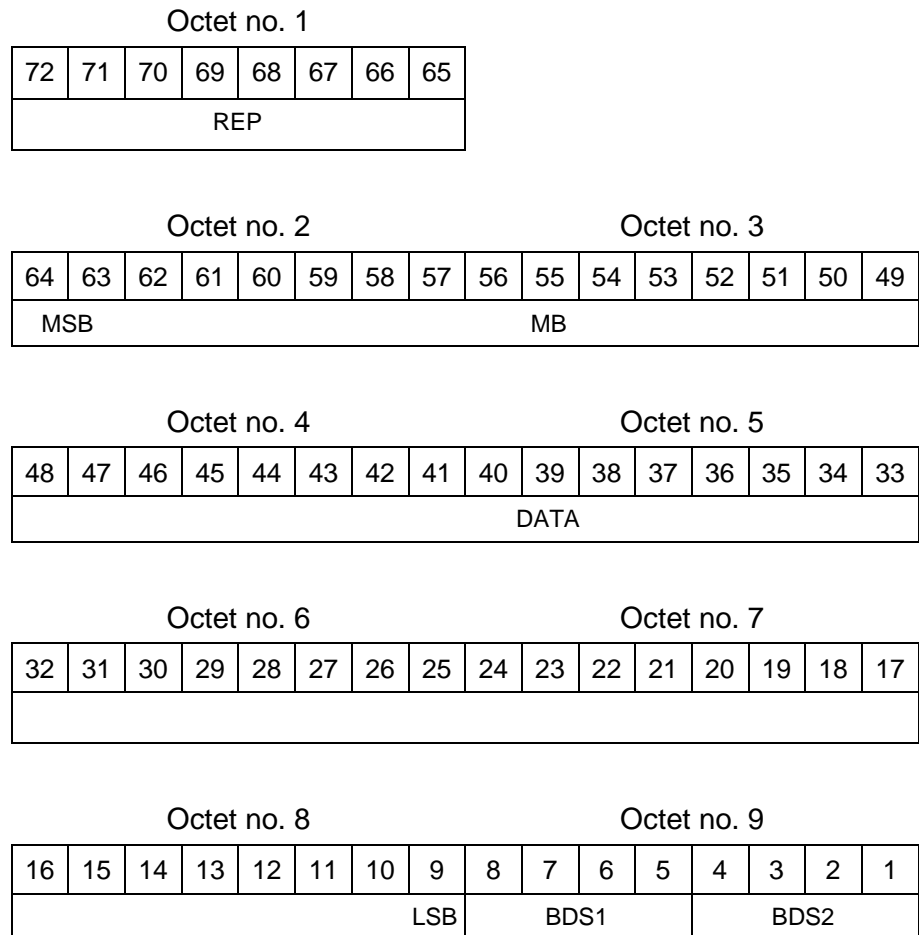 Octet no. 1
72 71 70 69 68 67 66 65
REP
Octet no. 2 Octet no. 3
64 63 62 61 60 59 58 57 56 55 54 53 52 51 50 49
MSB MB
Octet no. 4 Octet no. 5
48 47 46 45 44 43 42 41 40 39 38 37 36 35 34 33
DATA
Octet no. 6 Octet no. 7
32 31 30 29 28 27 26 25 24 23 22 21 20 19 18 17
Octet no. 8 Octet no. 9
16 15 14 13 12 11 10 9 8 7 6 5 4 3 2 1
LSB BDS1 BDS2